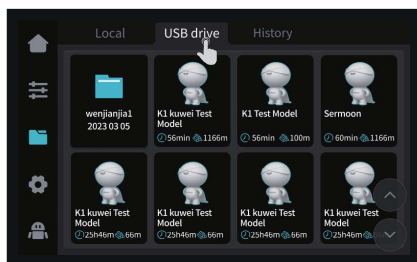 Local USB drive History
wenjianjia1
2023 03 05
K1 kuwei Test
Model
56min 1166m
K1 Test Model
56min 100m
Sermoon
60min 1166m
K1 kuwei Test
Model
25h46m .66m
K1 kuwei Test
Model
25h46m .66m
K1 kuwei Test
Model
25h46m .66m
K1 kuwei Test
Model
25h46m .66